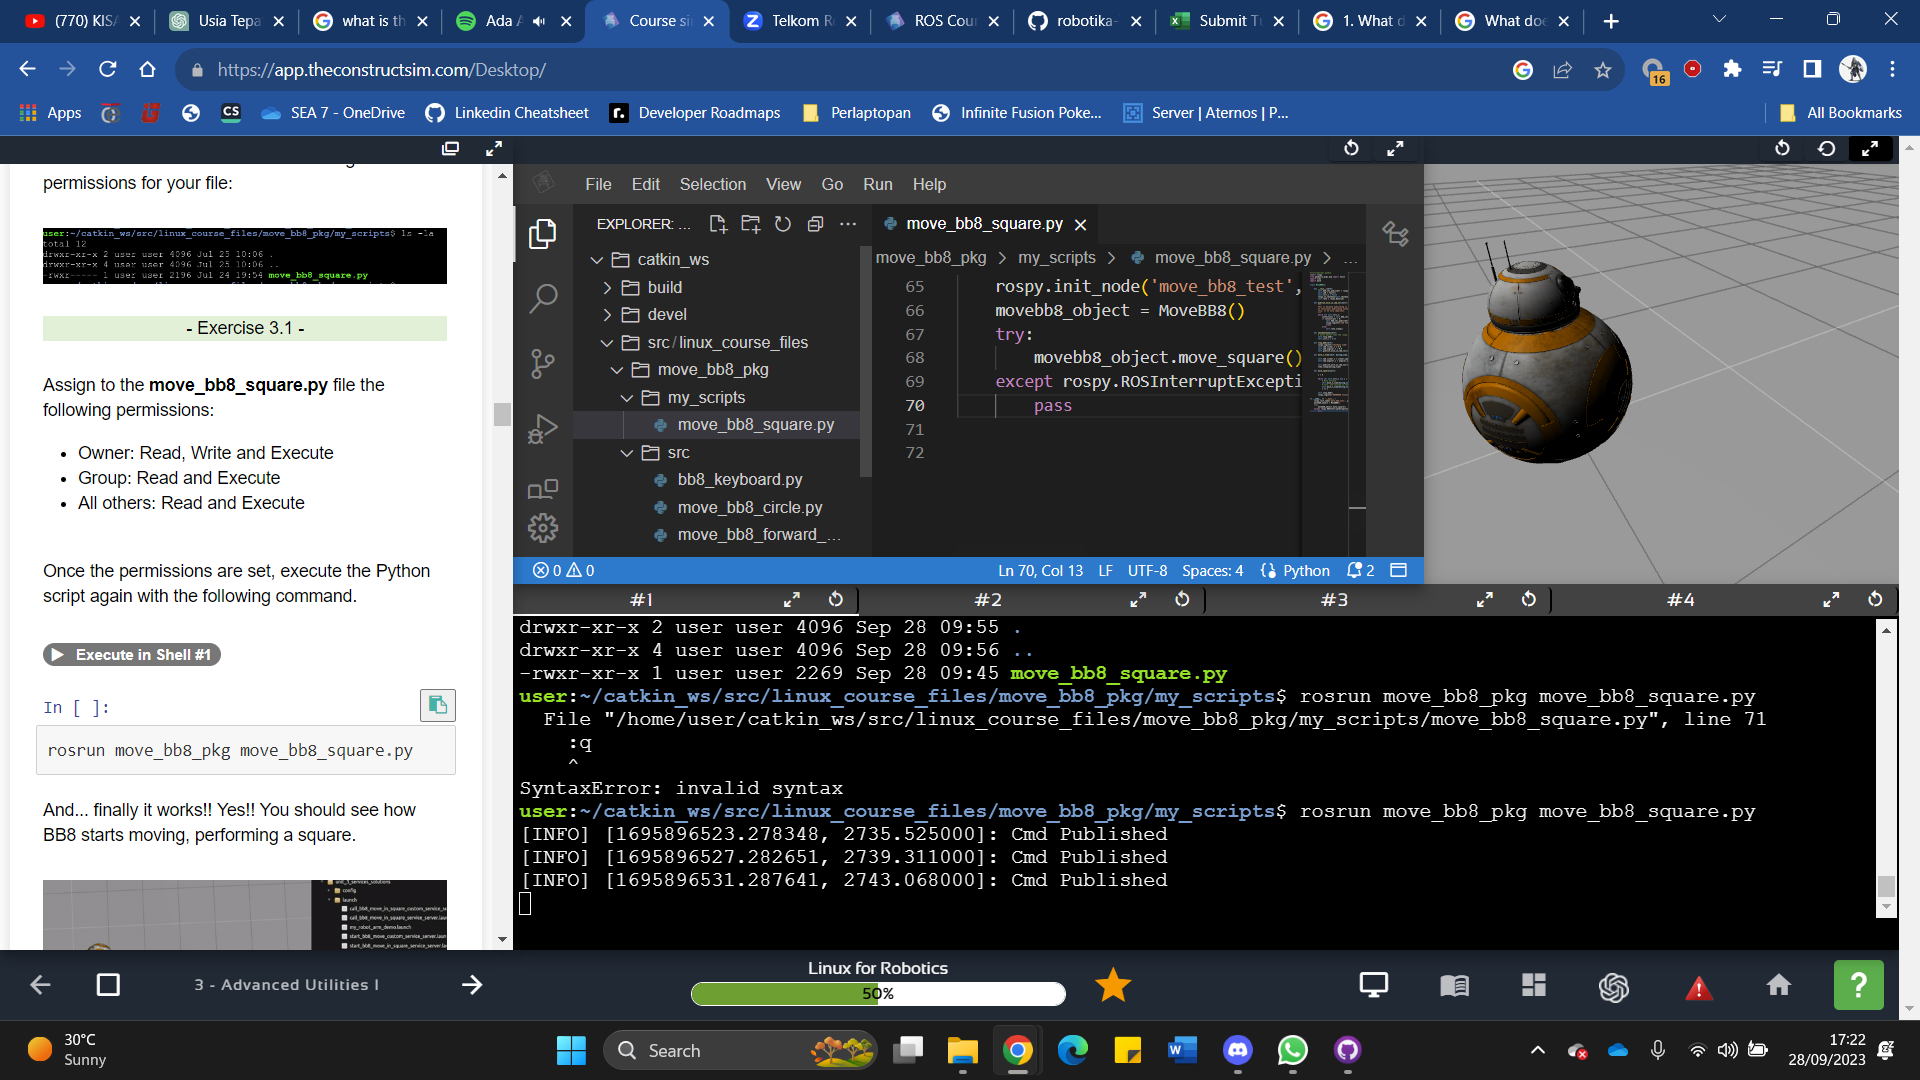 (770) KIS
Usia Tepa
what is th
Ada A
Course si
Telkom R
ROS Cou
robotika-
Submit T
1. What d
What doe
https://app.theconstructsim.com/Desktop/
16
Apps
CS
SEA 7 - OneDrive
Linkedin Cheatsheet
Developer Roadmaps
Perlaptopan
Infinite Fusion Poke...
Server | Aternos | P...
All Bookmarks
permissions for your file:
user:~/catkin_ws/src/linux_course_files/move_bb8_pkg/my_scripts$ ls -la
total 12
drwxr-xr-x 2 user user 4096 Jul 25 10:06 .
drwxr-xr-x 4 user user 4096 Jul 25 10:06 ..
-rwxr----- 1 user user 2196 Jul 24 19:54 move_bb8_square.py
- Exercise 3.1 -
Assign to the move_bb8_square.py file the
following permissions:
• Owner: Read, Write and Execute
• Group: Read and Execute
• All others: Read and Execute
Once the permissions are set, execute the Python
script again with the following command.
Execute in Shell #1
In [ ]:
rosrun move_bb8_pkg move_bb8_square.py
And... finally it works!! Yes!! You should see how
BB8 starts moving, performing a square.
config
launch
my_robot_arm_demo.launch
File Edit Selection View Go Run Help
EXPLORER: ...
catkin_ws
build
devel
src / linux_course_files
move_bb8_pkg
my_scripts
move_bb8_square.py
src
bb8_keyboard.py
move_bb8_circle.py
move_bb8_forward_...
move_bb8_square.py
move_bb8_pkg > my_scripts > move_bb8_square.py > ...
65 rospy.init_node('move_bb8_test',
66 movebb8_object = MoveBB8()
67 try:
68 movebb8_object.move_square()
69 except rospy.ROSInterruptExcepti
70 pass
71
72
0 0
Ln 70, Col 13 LF UTF-8 Spaces: 4 Python 2
#1 #2 #3 #4
drwxr-xr-x 2 user user 4096 Sep 28 09:55 .
drwxr-xr-x 4 user user 4096 Sep 28 09:56 ..
-rwxr-xr-x 1 user user 2269 Sep 28 09:45 move_bb8_square.py
user:~/catkin_ws/src/linux_course_files/move_bb8_pkg/my_scripts$ rosrun move_bb8_pkg move_bb8_square.py
File "/home/user/catkin_ws/src/linux_course_files/move_bb8_pkg/my_scripts/move_bb8_square.py", line 71
:q
^
SyntaxError: invalid syntax
user:~/catkin_ws/src/linux_course_files/move_bb8_pkg/my_scripts$ rosrun move_bb8_pkg move_bb8_square.py
[INFO] [1695896523.278348, 2735.525000]: Cmd Published
[INFO] [1695896527.282651, 2739.311000]: Cmd Published
[INFO] [1695896531.287641, 2743.068000]: Cmd Published
3 - Advanced Utilities I
Linux for Robotics
50%
?
30°C
Sunny
Search
17:22
28/09/2023